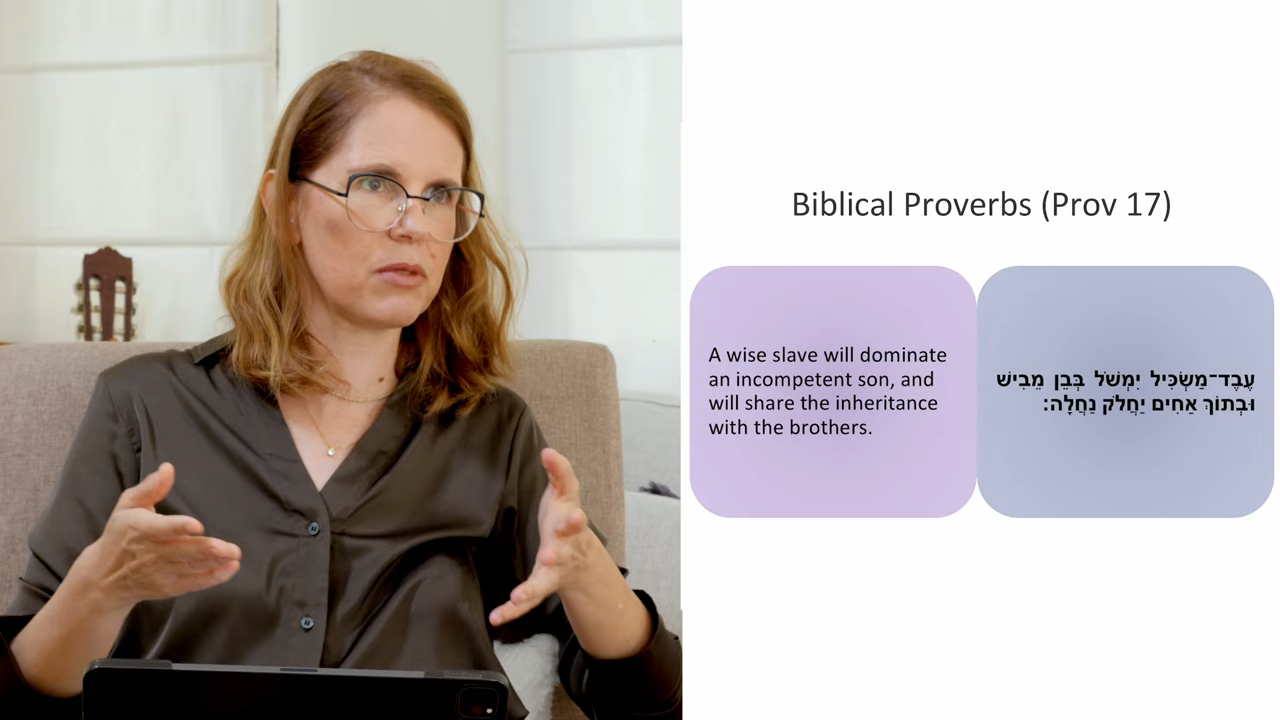 Biblical Proverbs (Prov 17)
A wise slave will dominate
an incompetent son, and
will share the inheritance
with the brothers.
עֶבֶד־מַשְׂכִּיל יִמְשֹׁל בְּבֵן מֵבִישׁ
וּבְתוֹךְ אַחִים יַחֲלֹק נַחֲלָה׃